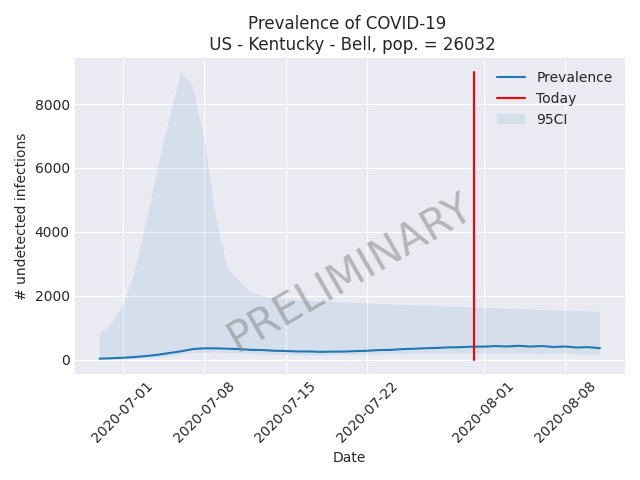 Prevalence of COVID-19
US - Kentucky - Bell, pop. = 26032
Prevalence
Today
95CI
PRELIMINARY
# undetected infections
8000
6000
4000
2000
0
2020-07-01
2020-07-08
2020-07-15
2020-07-22
2020-08-01
2020-08-08
Date